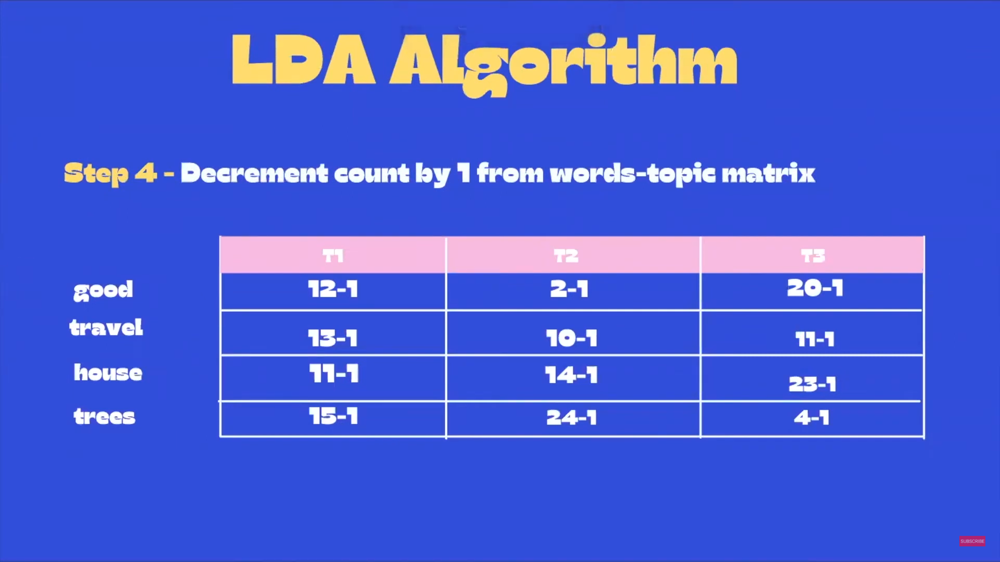 LDA Algorithm
Step 4 - Decrement count by 1 from words-topic matrix
T1 T2 T3
good 12-1 2-1 20-1
travel 13-1 10-1 11-1
house 11-1 14-1 23-1
trees 15-1 24-1 4-1
SUBSCRIBE